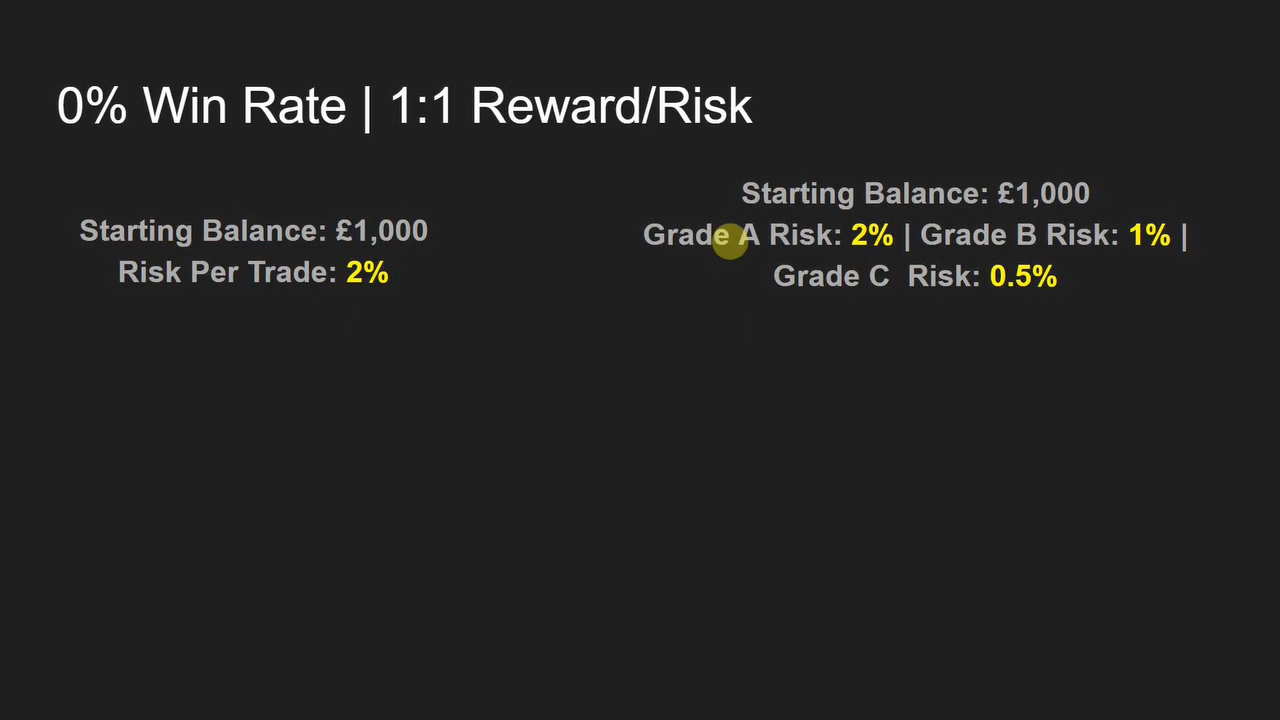 0% Win Rate | 1:1 Reward/Risk
Starting Balance: £1,000
Risk Per Trade: 2%
Starting Balance: £1,000
Grade A Risk: 2% | Grade B Risk: 1% |
Grade C  Risk: 0.5%